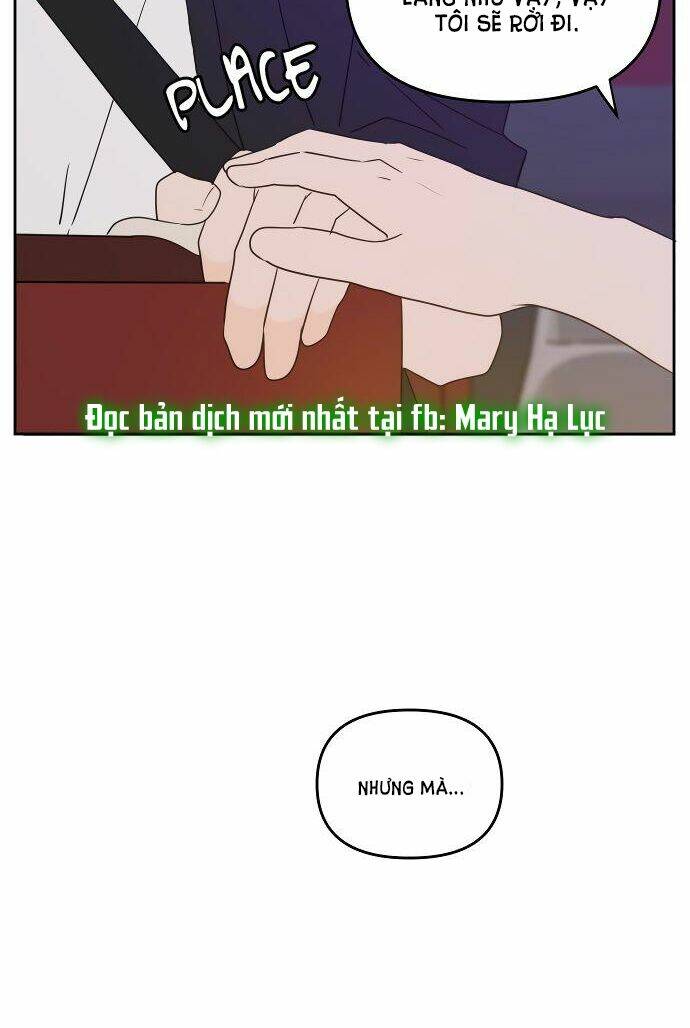 TÔI SẼ RỜI ĐI.
PLACE
Đọc bản dịch mới nhất tại fb: Mary Hạ Lục
NHƯNG MÀ...